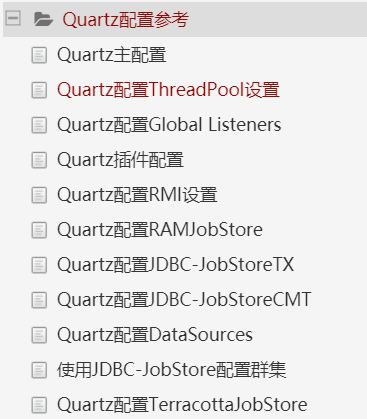 Quartz配置参考
Quartz主配置
Quartz配置ThreadPool设置
Quartz配置Global Listeners
Quartz插件配置
Quartz配置RMI设置
Quartz配置RAMJobStore
Quartz配置JDBC-JobStoreTX
Quartz配置JDBC-JobStoreCMT
Quartz配置DataSources
使用JDBC-JobStore配置群集
Quartz配置TerracottaJobStore